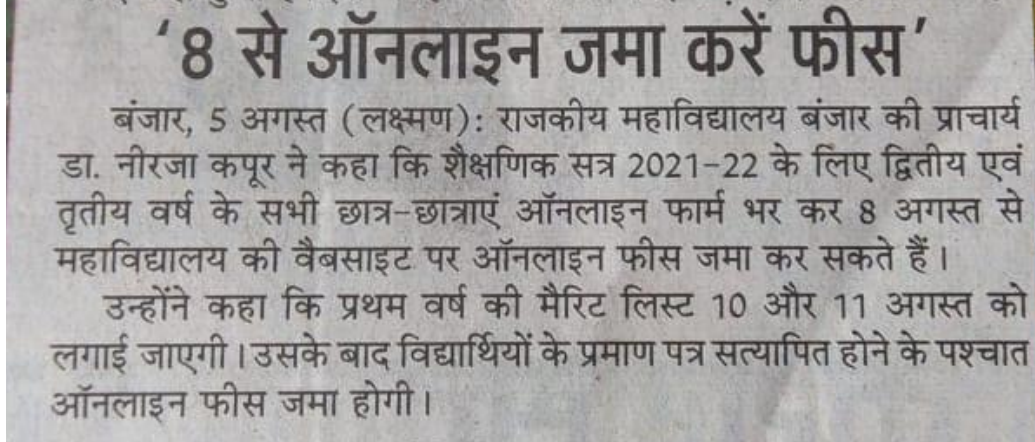 ‘8 से ऑनलाइन जमा करें फीस’
बंजार, 5 अगस्त (लक्ष्मण): राजकीय महाविद्यालय बंजार की प्राचार्य
डा. नीरजा कपूर ने कहा कि शैक्षणिक सत्र 2021-22 के लिए द्वितीय एवं
तृतीय वर्ष के सभी छात्र-छात्राएं ऑनलाइन फार्म भर कर 8 अगस्त से
महाविद्यालय की वैबसाइट पर ऑनलाइन फीस जमा कर सकते हैं।
उन्होंने कहा कि प्रथम वर्ष की मैरिट लिस्ट 10 और 11 अगस्त को
लगाई जाएगी। उसके बाद विद्यार्थियों के प्रमाण पत्र सत्यापित होने के पश्चात
ऑनलाइन फीस जमा होगी।